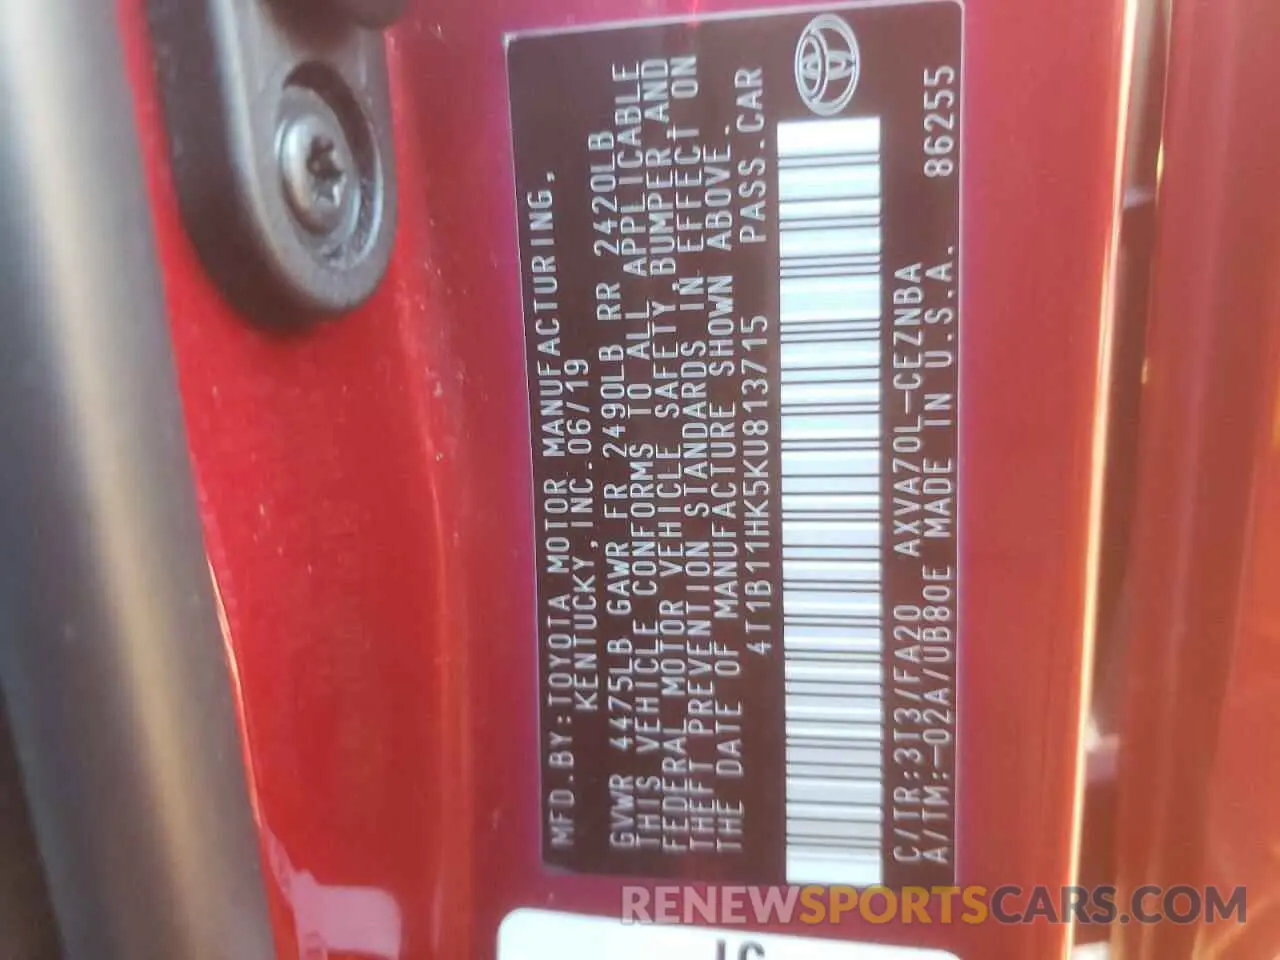 MFD.BY:TOYOTA MOTOR MANUFACTURING,
KENTUCKY,INC.06/19
GVWR 4475LB GAWR FR 2490LB RR 2420LB
THIS VEHICLE CONFORMS TO ALL APPLICABLE
FEDERAL MOTOR VEHICLE SAFETY,BUMPER,AND
THEFT PREVENTION STANDARDS IN EFFECT ON
THE DATE OF MANUFACTURE SHOWN ABOVE.
4T1B11HK5KU813715 PASS.CAR
C/TR:3T3/FA20 AXVA70L-CEZNBA
A/TM:-02A/UB80E MADE IN U.S.A. 86255
RENEWSPORTSCARS.COM